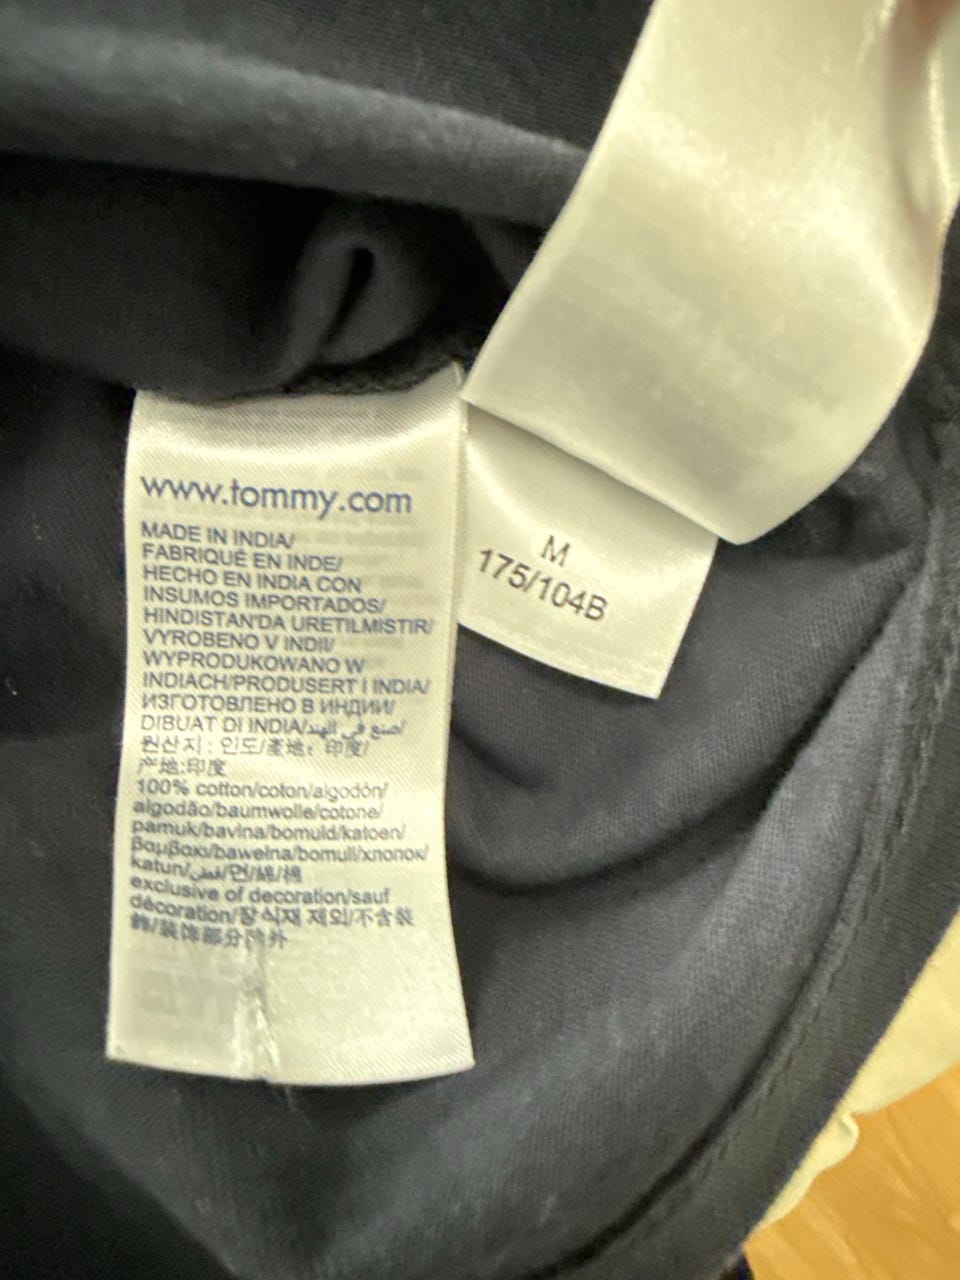 www.tommy.com
MADE IN INDIA/
FABRIQUÉ EN INDE/
HECHO EN INDIA CON
INSUMOS IMPORTADOS/
HINDISTAN'DA URETILMISTIR/
VYROBENO V INDII/
WYPRODUKOWANO W
INDIACH/PRODUSERT I INDIA/
ИЗГОТОВЛЕНО В ИНДИИ/
DIBUAT DI INDIA/صنع في الهند/
원산지: 인도/產地: 印度/
产地:印度
100% cotton/coton/algodón/
algodão/baumwolle/cotone/
pamuk/bavlna/bomuld/katoen/
βαμβακι/bawełna/bomull/хлопок/
katun/قطن/면/綿/棉
exclusive of decoration/sauf
décoration/장식재 제외/不含裝
飾/装饰部分除外
M
175/104B